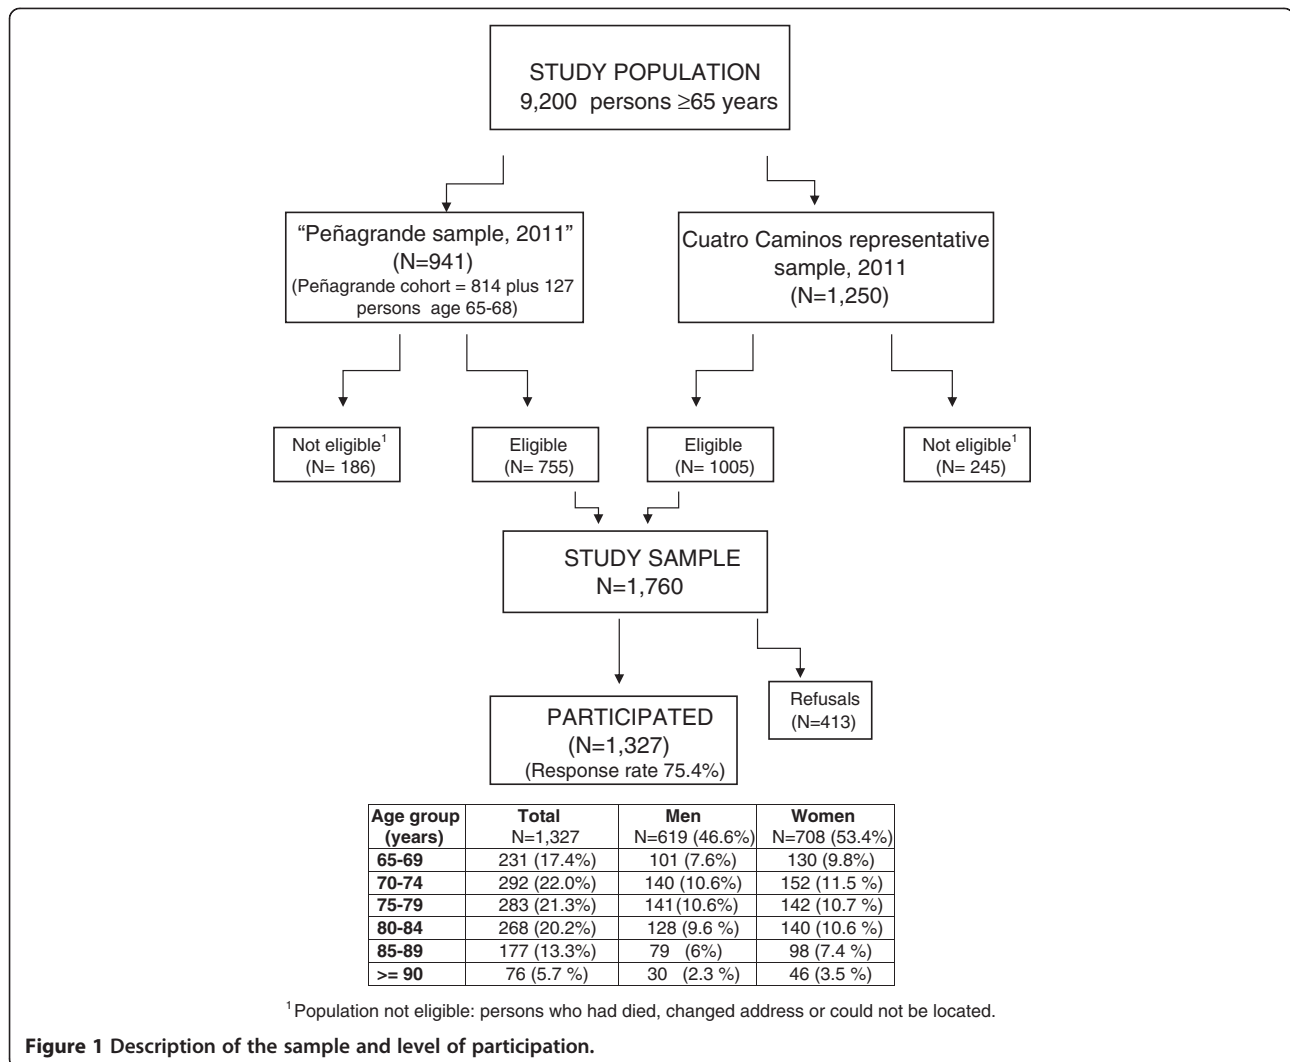 STUDY POPULATION
9,200 persons ≥65 years
“Peñagrande sample, 2011”
(N=941)
(Peñagrande cohort = 814 plus 127
persons age 65-68)
Cuatro Caminos representative
sample, 2011
(N=1,250)
Not eligible1
(N= 186)
Eligible
(N= 755)
Eligible
(N= 1005)
Not eligible1
(N= 245)
STUDY SAMPLE
N=1,760
Refusals
(N=413)
PARTICIPATED
(N=1,327)
(Response rate 75.4%)
Age group Total Men Women
(years) N=1,327 N=619 (46.6%) N=708 (53.4%)
65-69 231 (17.4%) 101 (7.6%) 130 (9.8%)
70-74 292 (22.0%) 140 (10.6%) 152 (11.5 %)
75-79 283 (21.3%) 141 (10.6%) 142 (10.7 %)
80-84 268 (20.2%) 128 (9.6 %) 140 (10.6 %)
85-89 177 (13.3%) 79 (6%) 98 (7.4 %)
>= 90 76 (5.7 %) 30 (2.3 %) 46 (3.5 %)
1 Population not eligible: persons who had died, changed address or could not be located.
Figure 1 Description of the sample and level of participation.